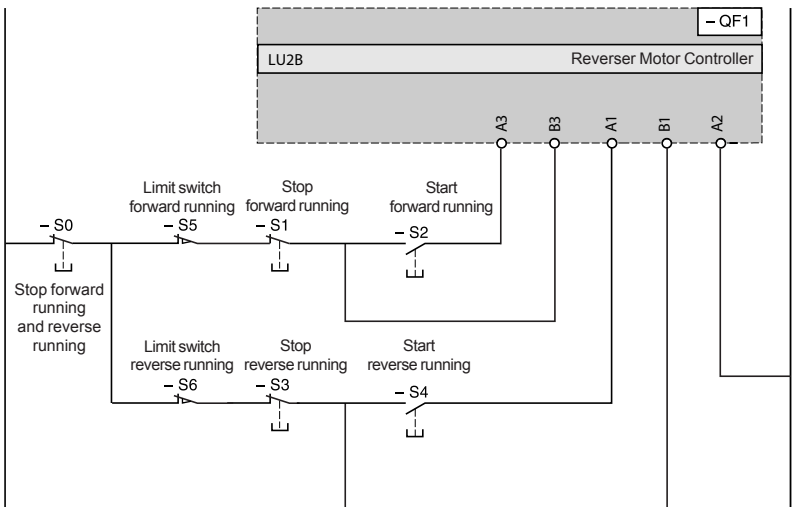 – QF1
LU2B Reverser Motor Controller
A3 B3 A1 B1 A2
Limit switch
forward running
Stop
forward running
Start
forward running
– S0
– S5
– S1
– S2
Stop forward
running
and reverse
running
Limit switch
reverse running
Stop
reverse running
Start
reverse running
– S6
– S3
– S4